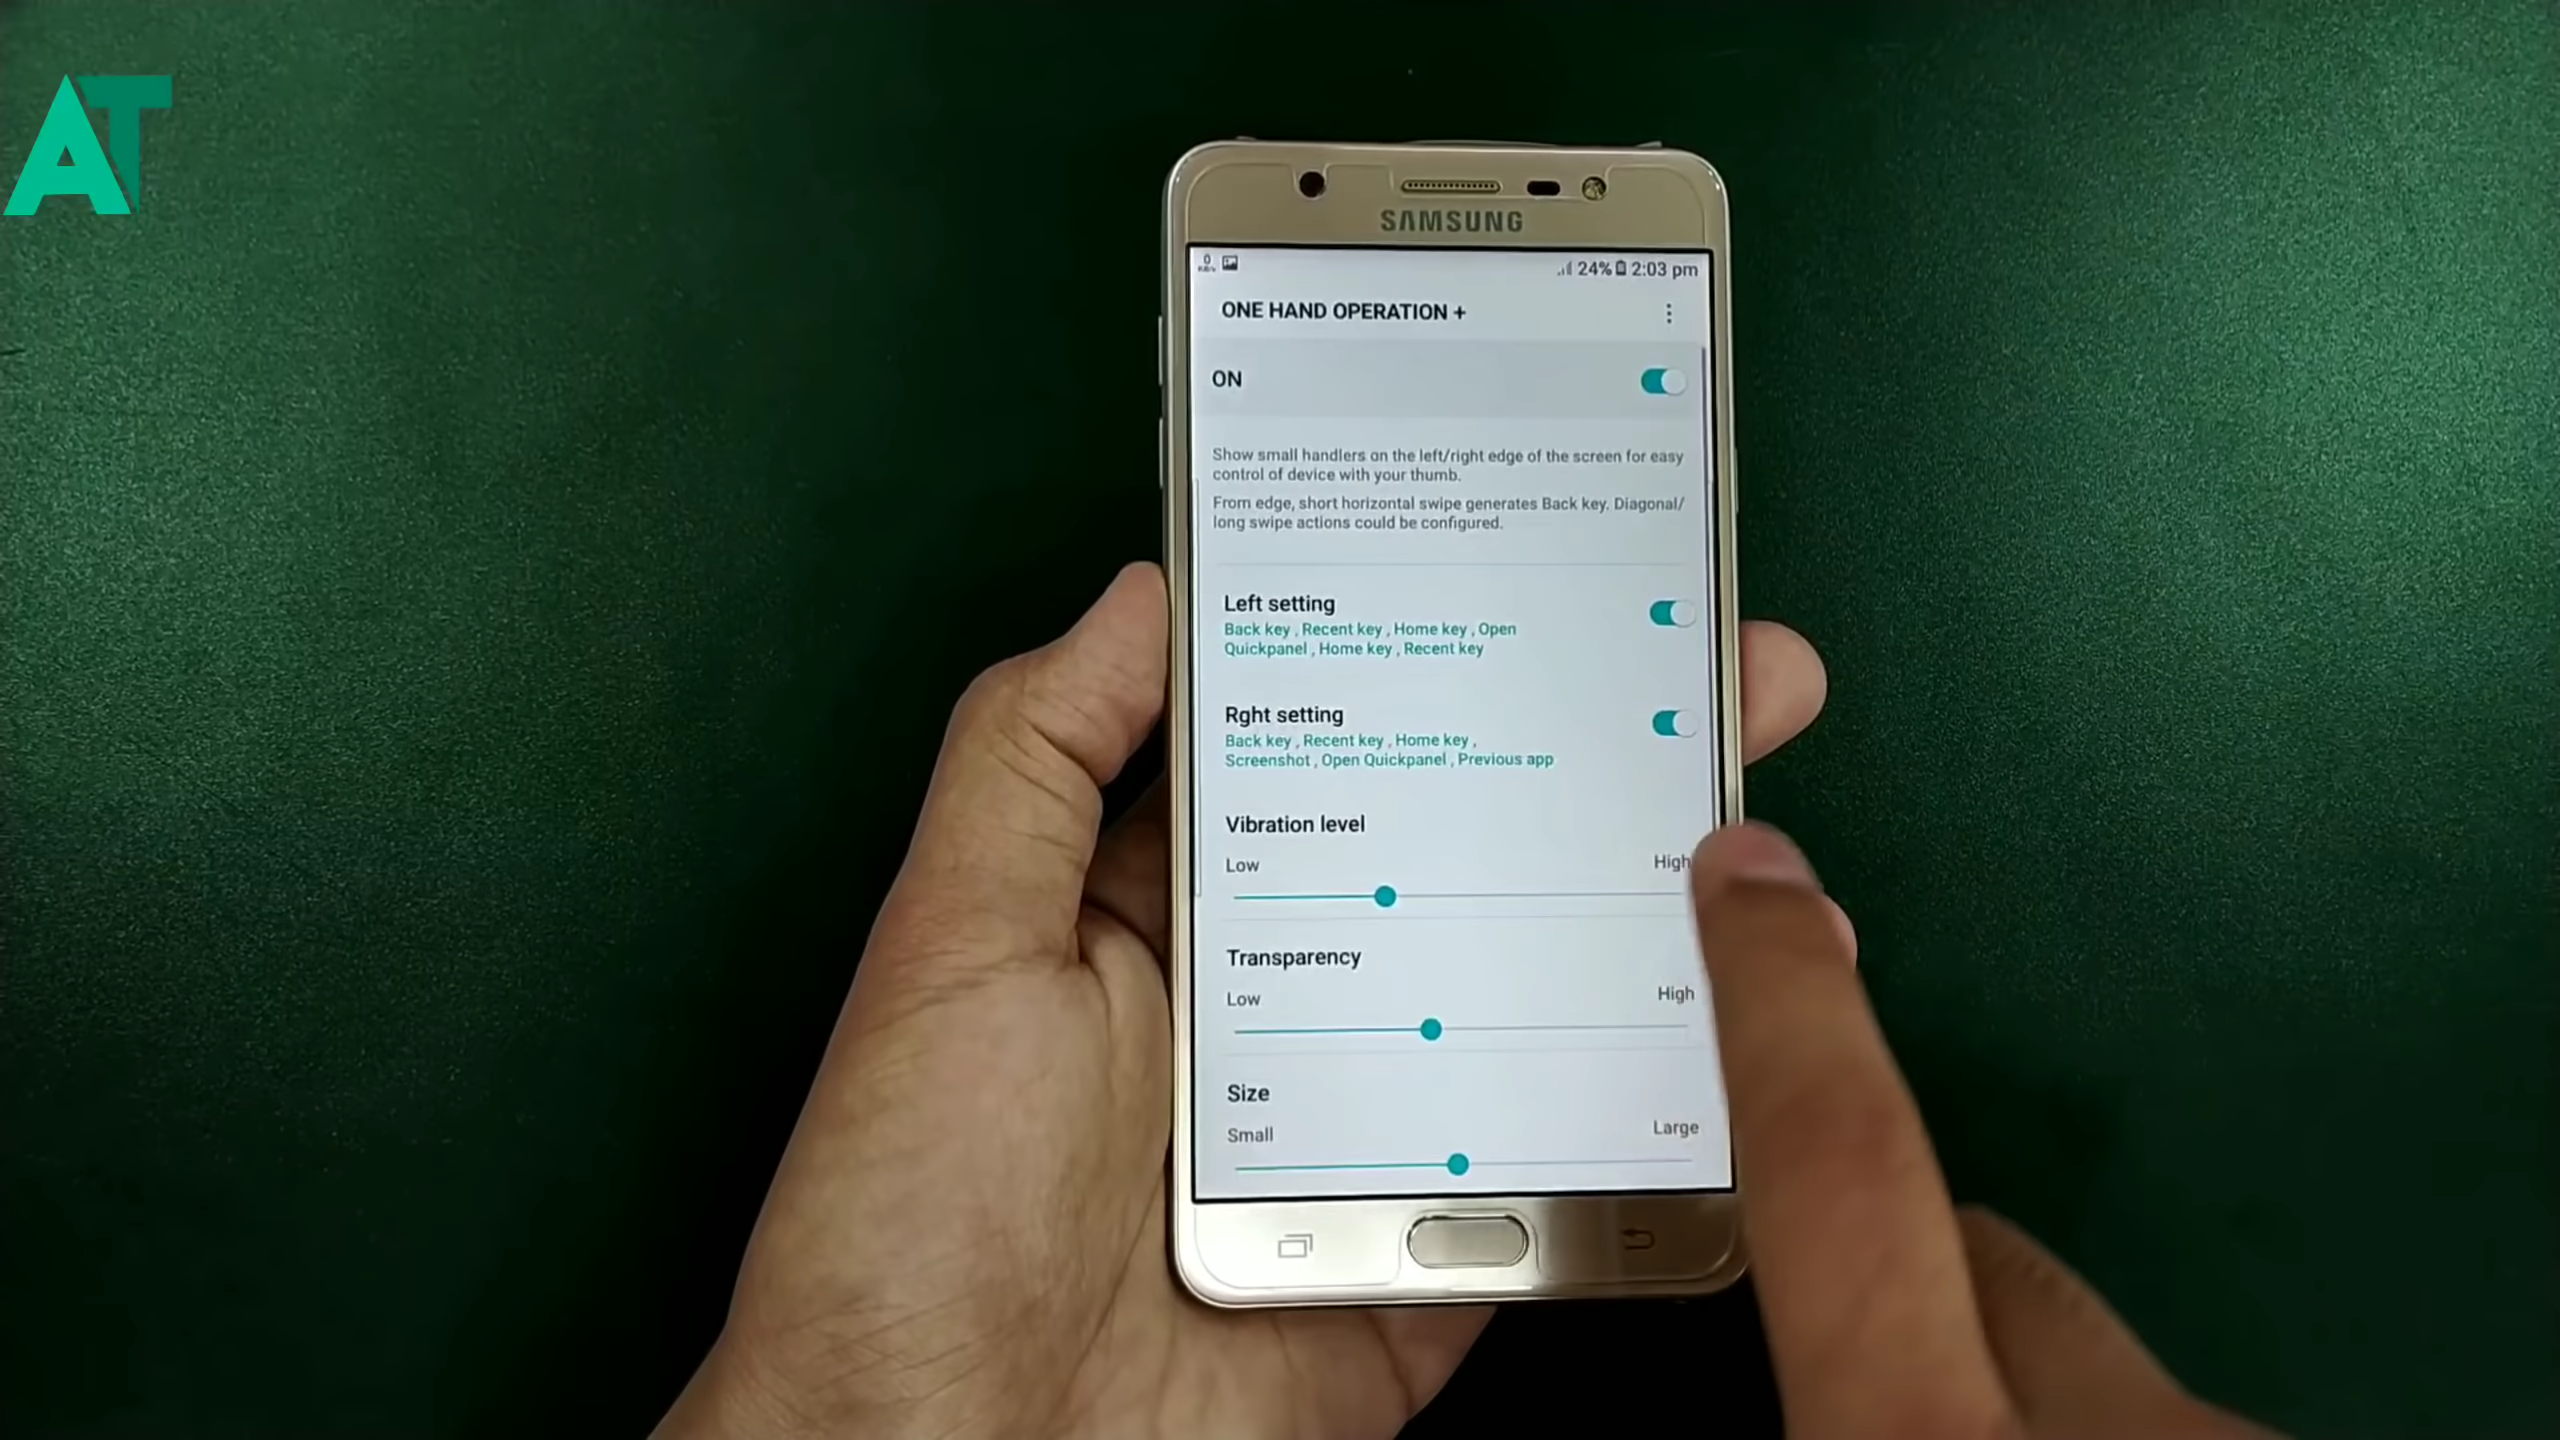 AT
SAMSUNG
0
24% 2:03 pm
ONE HAND OPERATION +
ON
Show small handlers on the left/right edge of the screen for easy
control of device with your thumb.
From edge, short horizontal swipe generates Back key. Diagonal/
long swipe actions could be configured.
Left setting
Back key , Recent key , Home key , Open
Quickpanel , Home key , Recent key
Rght setting
Back key , Recent key , Home key ,
Screenshot , Open Quickpanel , Previous app
Vibration level
Low High
Transparency
Low High
Size
Small Large